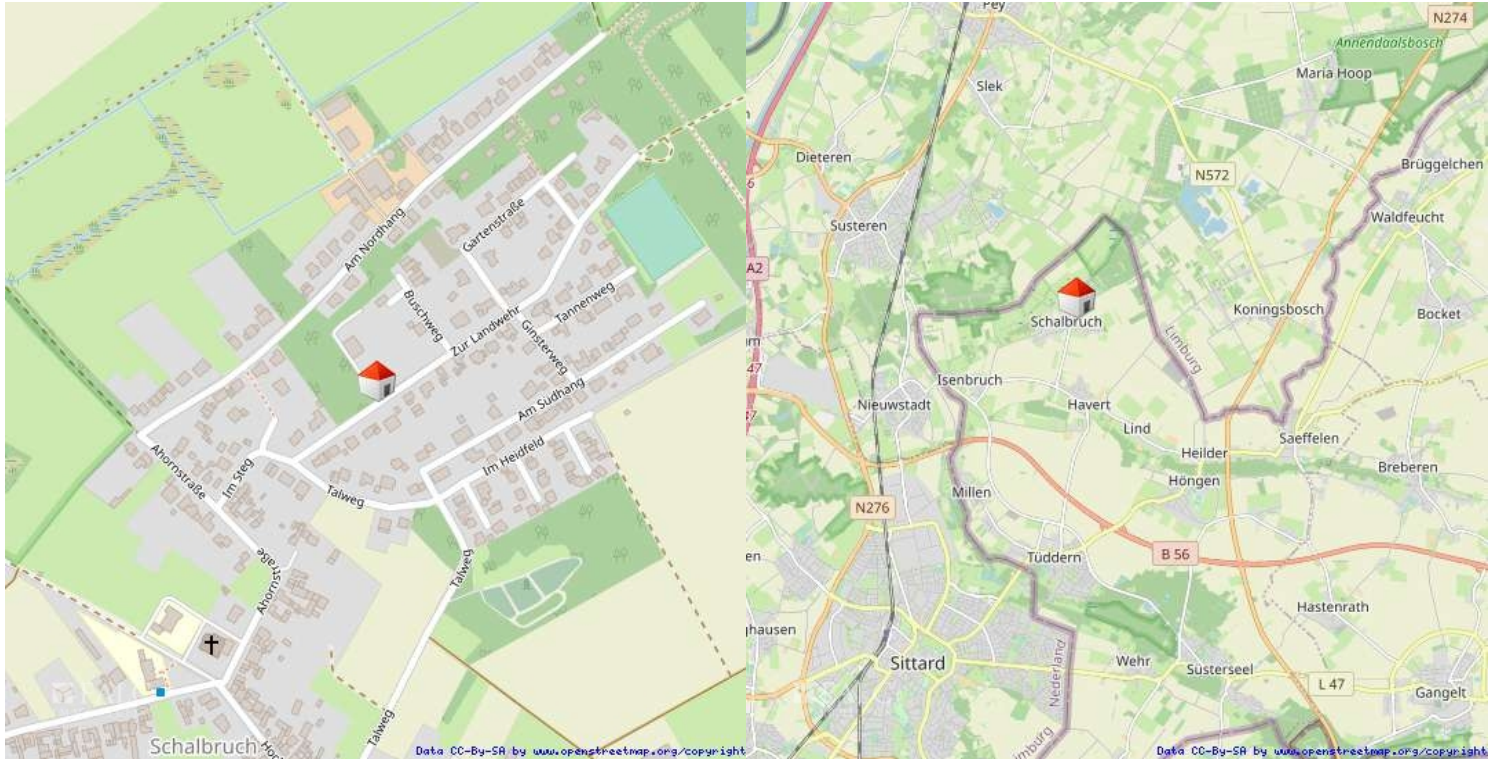 Am Nordhang
Gartenstraße
Buschweg
Zur Landwehr
Tannenweg
Ginsterweg
Am Südhang
Im Heidfeld
Ahornstraße
Im Steg
Talweg
Ahornstraße
Talweg
Talweg
Schalbruch
Data CC-By-SA by www.openstreetmap.org/copyright
Pey
N274
Annendaalsbosch
Maria Hoop
Slek
Dieteren
Brüggelchen
N572
Waldfeucht
Susteren
A2
Koningsbosch
Bocket
Schalbruch
Limburg
47
Isenbruch
Nieuwstadt
Havert
Lind
Saeffelen
Heilder
Breberen
Höngen
Millen
N276
B 56
Tüddern
Hastenrath
ghausen
Sittard
Wehr
Süsterseel
Nederland
L 47
Gangelt
imburg
Data CC-By-SA by www.openstreetmap.org/copyright